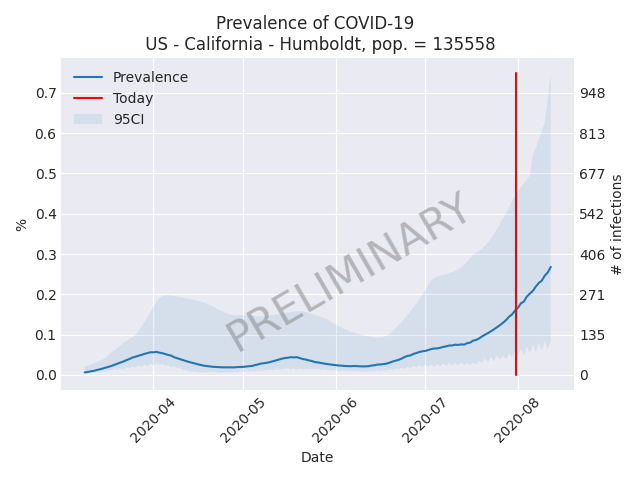 Prevalence of COVID-19
US - California - Humboldt, pop. = 135558
Prevalence
Today
95CI
PRELIMINARY
%
0.7
0.6
0.5
0.4
0.3
0.2
0.1
0.0
948
813
677
542
406
271
135
0
# of infections
2020-04
2020-05
2020-06
2020-07
2020-08
Date